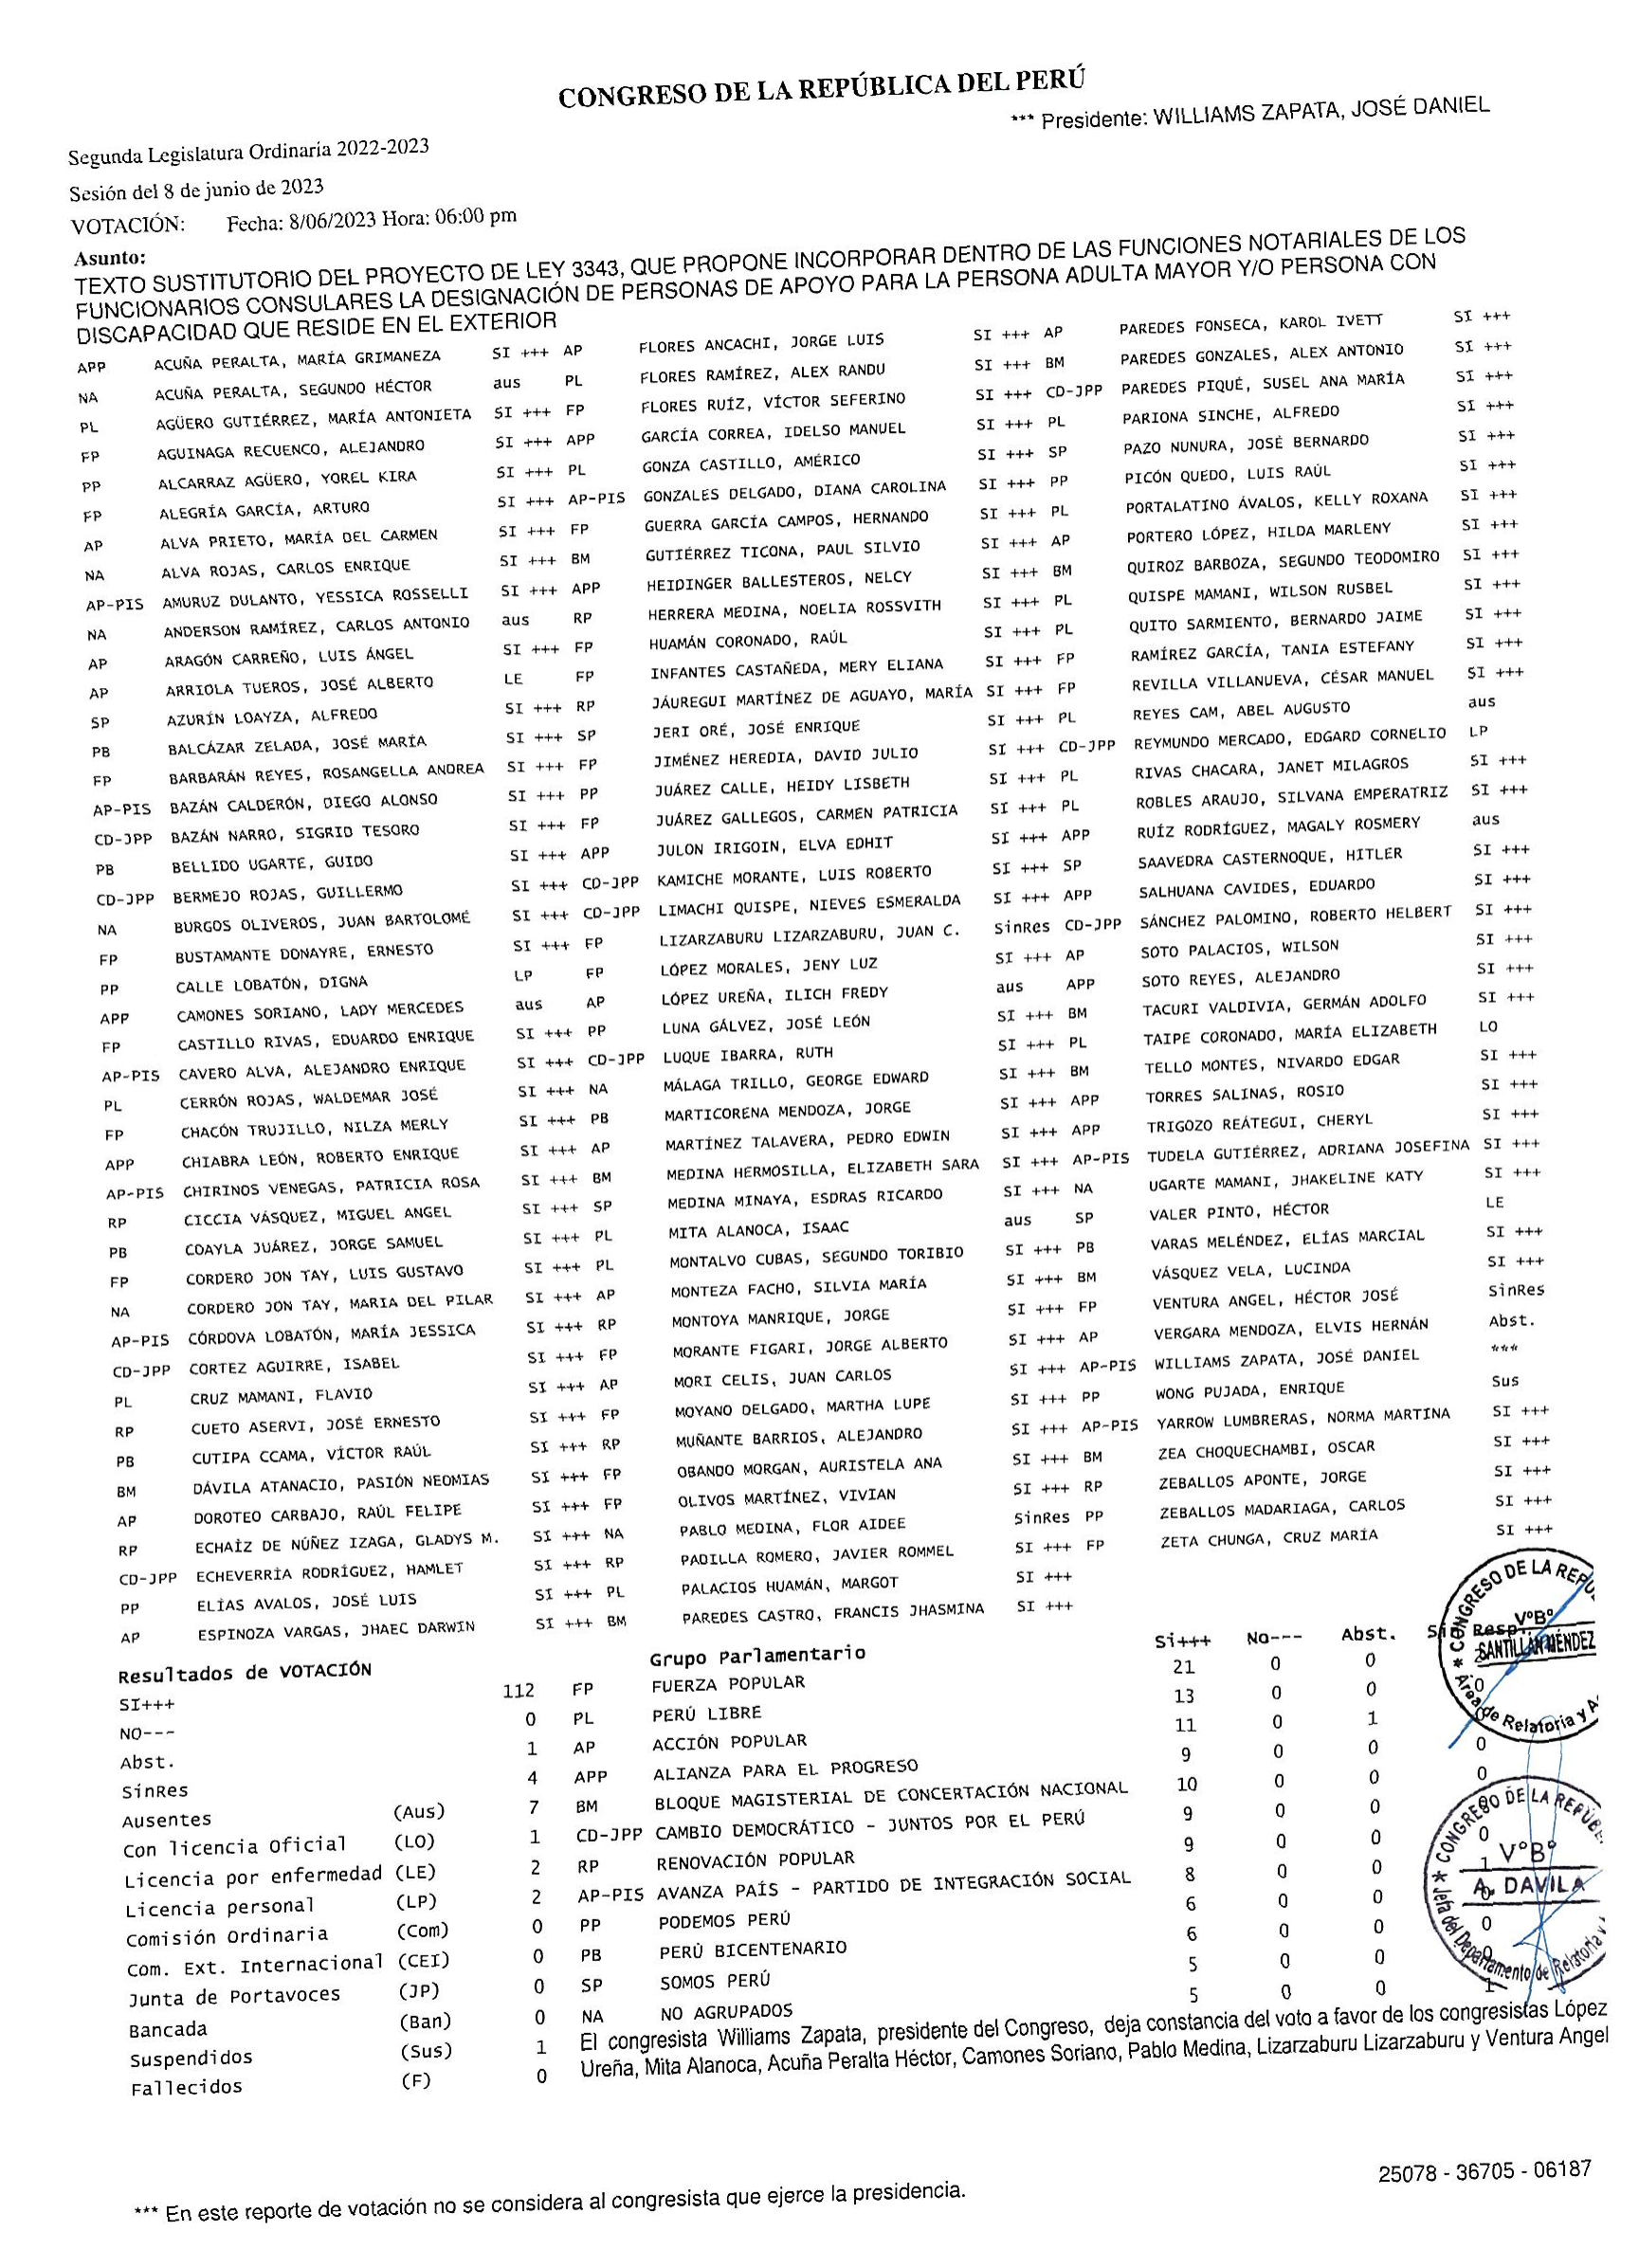 CONGRESO DE LA REPÚBLICA DEL PERÚ
*** Presidente: WILLIAMS ZAPATA, JOSÉ DANIEL
Segunda Legislatura Ordinaria 2022-2023
Sesión del 8 de junio de 2023
VOTACIÓN: Fecha: 8/06/2023 Hora: 06:00 pm
Asunto:
TEXTO SUSTITUTORIO DEL PROYECTO DE LEY 3343, QUE PROPONE INCORPORAR DENTRO DE LAS FUNCIONES NOTARIALES DE LOS
FUNCIONARIOS CONSULARES LA DESIGNACIÓN DE PERSONAS DE APOYO PARA LA PERSONA ADULTA MAYOR Y/O PERSONA CON
DISCAPACIDAD QUE RESIDE EN EL EXTERIOR
APP ACUÑA PERALTA, MARÍA GRIMANEZA SI +++ AP FLORES ANCACHI, JORGE LUIS SI +++ AP PAREDES FONSECA, KAROL IVETT SI +++
NA ACUÑA PERALTA, SEGUNDO HÉCTOR aus PL FLORES RAMÍREZ, ALEX RANDU SI +++ BM PAREDES GONZALES, ALEX ANTONIO SI +++
PL AGÜERO GUTIÉRREZ, MARÍA ANTONIETA SI +++ FP FLORES RUÍZ, VÍCTOR SEFERINO SI +++ CD-JPP PAREDES PIQUÉ, SUSEL ANA MARÍA SI +++
FP AGUINAGA RECUENCO, ALEJANDRO SI +++ APP GARCÍA CORREA, IDELSO MANUEL SI +++ PL PARIONA SINCHE, ALFREDO SI +++
PP ALCARRAZ AGÜERO, YOREL KIRA SI +++ PL GONZA CASTILLO, AMÉRICO SI +++ SP PAZO NUNURA, JOSÉ BERNARDO SI +++
FP ALEGRÍA GARCÍA, ARTURO SI +++ AP-PIS GONZALES DELGADO, DIANA CAROLINA SI +++ PP PICÓN QUEDO, LUIS RAÚL SI +++
AP ALVA PRIETO, MARÍA DEL CARMEN SI +++ FP GUERRA GARCÍA CAMPOS, HERNANDO SI +++ PL PORTALATINO ÁVALOS, KELLY ROXANA SI +++
NA ALVA ROJAS, CARLOS ENRIQUE SI +++ BM GUTIÉRREZ TICONA, PAUL SILVIO SI +++ AP PORTERO LÓPEZ, HILDA MARLENY SI +++
AP-PIS AMURUZ DULANTO, YESSICA ROSSELLI SI +++ APP HEIDINGER BALLESTEROS, NELCY SI +++ BM QUIROZ BARBOZA, SEGUNDO TEODOMIRO SI +++
NA ANDERSON RAMÍREZ, CARLOS ANTONIO aus RP HERRERA MEDINA, NOELIA ROSSVITH SI +++ PL QUISPE MAMANI, WILSON RUSBEL SI +++
AP ARAGÓN CARREÑO, LUIS ÁNGEL SI +++ FP HUAMÁN CORONADO, RAÚL SI +++ PL QUITO SARMIENTO, BERNARDO JAIME SI +++
AP ARRIOLA TUEROS, JOSÉ ALBERTO LE FP INFANTES CASTAÑEDA, MERY ELIANA SI +++ FP RAMÍREZ GARCÍA, TANIA ESTEFANY SI +++
SP AZURÍN LOAYZA, ALFREDO SI +++ RP JÁUREGUI MARTÍNEZ DE AGUAYO, MARÍA SI +++ FP REVILLA VILLANUEVA, CÉSAR MANUEL SI +++
PB BALCÁZAR ZELADA, JOSÉ MARÍA SI +++ SP JERI ORÉ, JOSÉ ENRIQUE SI +++ PL REYES CAM, ABEL AUGUSTO aus
FP BARBARÁN REYES, ROSANGELLA ANDREA SI +++ FP JIMÉNEZ HEREDIA, DAVID JULIO SI +++ CD-JPP REYMUNDO MERCADO, EDGARD CORNELIO LP
AP-PIS BAZÁN CALDERÓN, DIEGO ALONSO SI +++ PP JUÁREZ CALLE, HEIDY LISBETH SI +++ PL RIVAS CHACARA, JANET MILAGROS SI +++
CD-JPP BAZÁN NARRO, SIGRID TESORO SI +++ FP JUÁREZ GALLEGOS, CARMEN PATRICIA SI +++ PL ROBLES ARAUJO, SILVANA EMPERATRIZ SI +++
PB BELLIDO UGARTE, GUIDO SI +++ APP JULON IRIGOIN, ELVA EDHIT SI +++ APP RUÍZ RODRÍGUEZ, MAGALY ROSMERY aus
CD-JPP BERMEJO ROJAS, GUILLERMO SI +++ CD-JPP KAMICHE MORANTE, LUIS ROBERTO SI +++ SP SAAVEDRA CASTERNOQUE, HITLER SI +++
NA BURGOS OLIVEROS, JUAN BARTOLOMÉ SI +++ CD-JPP LIMACHI QUISPE, NIEVES ESMERALDA SI +++ APP SALHUANA CAVIDES, EDUARDO SI +++
FP BUSTAMANTE DONAYRE, ERNESTO SI +++ FP LIZARZABURU LIZARZABURU, JUAN C. SinRes CD-JPP SÁNCHEZ PALOMINO, ROBERTO HELBERT SI +++
PP CALLE LOBATÓN, DIGNA LP FP LÓPEZ MORALES, JENY LUZ SI +++ AP SOTO PALACIOS, WILSON SI +++
APP CAMONES SORIANO, LADY MERCEDES aus AP LÓPEZ UREÑA, ILICH FREDY aus APP SOTO REYES, ALEJANDRO SI +++
FP CASTILLO RIVAS, EDUARDO ENRIQUE SI +++ PP LUNA GÁLVEZ, JOSÉ LEÓN SI +++ BM TACURI VALDIVIA, GERMÁN ADOLFO SI +++
AP-PIS CAVERO ALVA, ALEJANDRO ENRIQUE SI +++ CD-JPP LUQUE IBARRA, RUTH SI +++ PL TAIPE CORONADO, MARÍA ELIZABETH LO
PL CERRÓN ROJAS, WALDEMAR JOSÉ SI +++ NA MÁLAGA TRILLO, GEORGE EDWARD SI +++ BM TELLO MONTES, NIVARDO EDGAR SI +++
FP CHACÓN TRUJILLO, NILZA MERLY SI +++ PB MARTICORENA MENDOZA, JORGE SI +++ APP TORRES SALINAS, ROSIO SI +++
APP CHIABRA LEÓN, ROBERTO ENRIQUE SI +++ AP MARTÍNEZ TALAVERA, PEDRO EDWIN SI +++ APP TRIGOZO REÁTEGUI, CHERYL SI +++
AP-PIS CHIRINOS VENEGAS, PATRICIA ROSA SI +++ BM MEDINA HERMOSILLA, ELIZABETH SARA SI +++ AP-PIS TUDELA GUTIÉRREZ, ADRIANA JOSEFINA SI +++
RP CICCIA VÁSQUEZ, MIGUEL ANGEL SI +++ SP MEDINA MINAYA, ESDRAS RICARDO SI +++ NA UGARTE MAMANI, JHAKELINE KATY SI +++
PB COAYLA JUÁREZ, JORGE SAMUEL SI +++ PL MITA ALANOCA, ISAAC aus SP VALER PINTO, HÉCTOR LE
FP CORDERO JON TAY, LUIS GUSTAVO SI +++ PL MONTALVO CUBAS, SEGUNDO TORIBIO SI +++ PB VARAS MELÉNDEZ, ELÍAS MARCIAL SI +++
NA CORDERO JON TAY, MARIA DEL PILAR SI +++ AP MONTEZA FACHO, SILVIA MARÍA SI +++ BM VÁSQUEZ VELA, LUCINDA SI +++
AP-PIS CÓRDOVA LOBATÓN, MARÍA JESSICA SI +++ RP MONTOYA MANRIQUE, JORGE SI +++ FP VENTURA ANGEL, HÉCTOR JOSÉ SinRes
CD-JPP CORTEZ AGUIRRE, ISABEL SI +++ FP MORANTE FIGARI, JORGE ALBERTO SI +++ AP VERGARA MENDOZA, ELVIS HERNÁN Abst.
PL CRUZ MAMANI, FLAVIO SI +++ AP MORI CELIS, JUAN CARLOS SI +++ AP-PIS WILLIAMS ZAPATA, JOSÉ DANIEL ***
RP CUETO ASERVI, JOSÉ ERNESTO SI +++ FP MOYANO DELGADO, MARTHA LUPE SI +++ PP WONG PUJADA, ENRIQUE Sus
PB CUTIPA CCAMA, VÍCTOR RAÚL SI +++ RP MUÑANTE BARRIOS, ALEJANDRO SI +++ AP-PIS YARROW LUMBRERAS, NORMA MARTINA SI +++
BM DÁVILA ATANACIO, PASIÓN NEOMIAS SI +++ FP OBANDO MORGAN, AURISTELA ANA SI +++ BM ZEA CHOQUECHAMBI, OSCAR SI +++
AP DOROTEO CARBAJO, RAÚL FELIPE SI +++ FP OLIVOS MARTÍNEZ, VIVIAN SI +++ RP ZEBALLOS APONTE, JORGE SI +++
RP ECHAÍZ DE NÚÑEZ IZAGA, GLADYS M. SI +++ NA PABLO MEDINA, FLOR AIDEE SinRes PP ZEBALLOS MADARIAGA, CARLOS SI +++
CD-JPP ECHEVERRÍA RODRÍGUEZ, HAMLET SI +++ RP PADILLA ROMERO, JAVIER ROMMEL SI +++ FP ZETA CHUNGA, CRUZ MARÍA SI +++
PP ELÍAS AVALOS, JOSÉ LUIS SI +++ PL PALACIOS HUAMÁN, MARGOT SI +++
AP ESPINOZA VARGAS, JHAEC DARWIN SI +++ BM PAREDES CASTRO, FRANCIS JHASMINA SI +++
Resultados de VOTACIÓN Grupo Parlamentario Si+++ No--- Abst.
SI+++ 112 FP FUERZA POPULAR 21 0 0
NO--- 0 PL PERÚ LIBRE 13 0 0
Abst. 1 AP ACCIÓN POPULAR 11 0 1
SinRes 4 APP ALIANZA PARA EL PROGRESO 9 0 0 0
Ausentes (Aus) 7 BM BLOQUE MAGISTERIAL DE CONCERTACIÓN NACIONAL 10 0 0 0
Con licencia Oficial (LO) 1 CD-JPP CAMBIO DEMOCRÁTICO - JUNTOS POR EL PERÚ 9 0 0
Licencia por enfermedad (LE) 2 RP RENOVACIÓN POPULAR 9 0 0 0
Licencia personal (LP) 2 AP-PIS AVANZA PAÍS - PARTIDO DE INTEGRACIÓN SOCIAL 8 0 0
Comisión Ordinaria (Com) 0 PP PODEMOS PERÚ 6 0 0
Com. Ext. Internacional (CEI) 0 PB PERÚ BICENTENARIO 6 0 0 0
Junta de Portavoces (JP) 0 SP SOMOS PERÚ 5 0 0
Bancada (Ban) 0 NA NO AGRUPADOS 5 0 0 1
Suspendidos (Sus) 1
Fallecidos (F) 0
El congresista Williams Zapata, presidente del Congreso, deja constancia del voto a favor de los congresistas López
Ureña, Mita Alanoca, Acuña Peralta Héctor, Camones Soriano, Pablo Medina, Lizarzaburu Lizarzaburu y Ventura Angel
* CONGRESO DE LA
VºBº
SANTILLAN MÉNDEZ
Área de Relatoría y
* CONGRESO DE LA
VºBº
A. DAVILA
Jefa del Departamento de Relatoría
25078 - 36705 - 06187
*** En este reporte de votación no se considera al congresista que ejerce la presidencia.